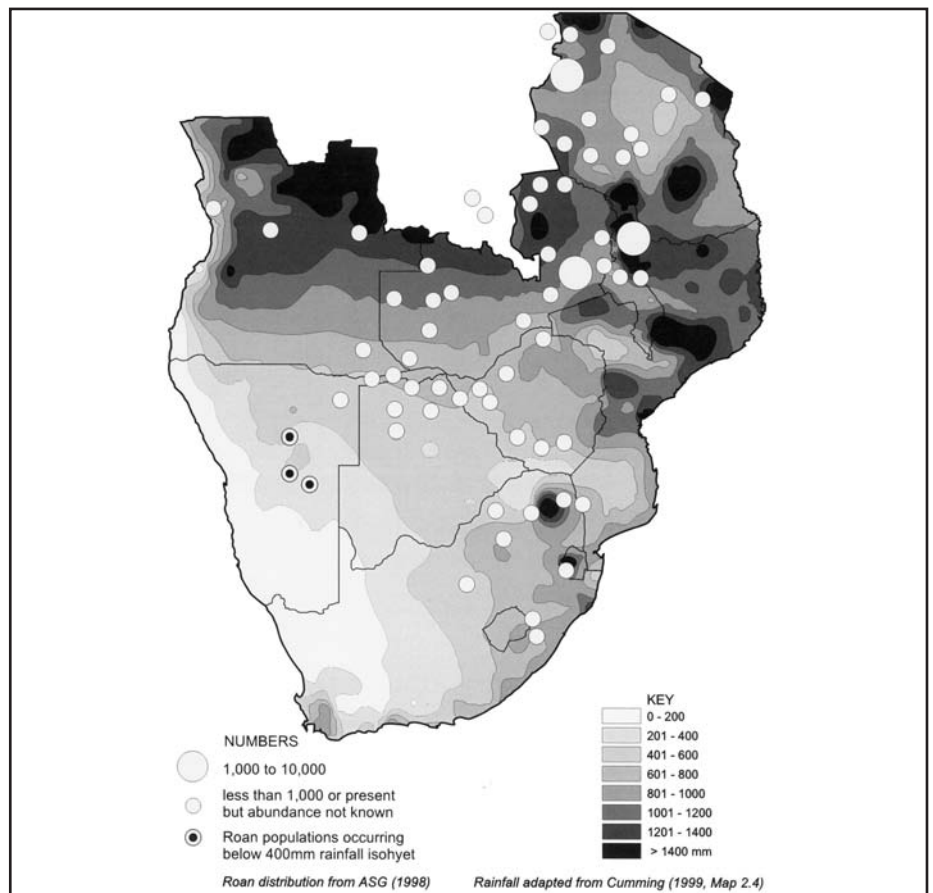 NUMBERS
1,000 to 10,000
less than 1,000 or present
but abundance not known
Roan populations occurring
below 400mm rainfall isohyet
KEY
0 - 200
201 - 400
401 - 600
601 - 800
801 - 1000
1001 - 1200
1201 - 1400
> 1400 mm
Roan distribution from ASG (1998)
Rainfall adapted from Cumming (1999, Map 2.4)